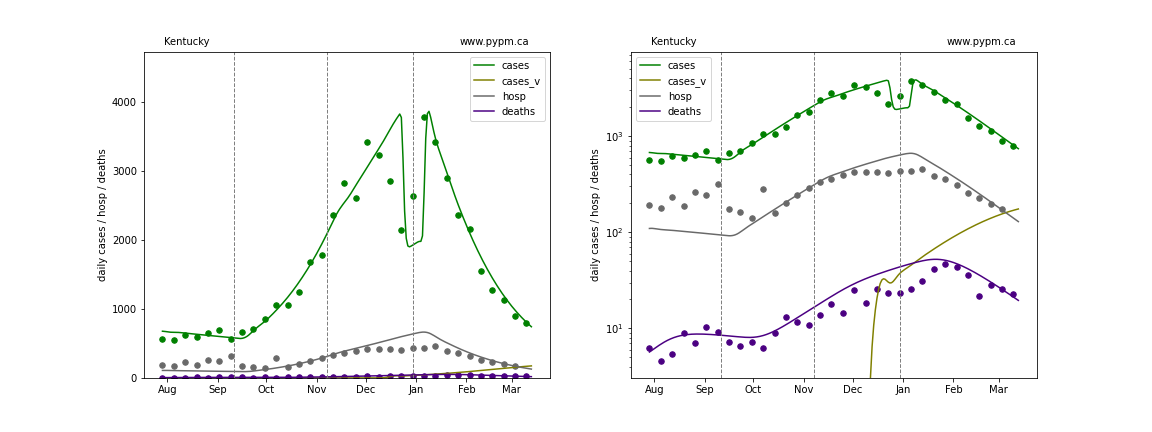 Kentucky www.pypm.ca
daily cases / hosp / deaths
4000
3000
2000
1000
0
cases
cases_v
hosp
deaths
Aug Sep Oct Nov Dec Jan Feb Mar
Kentucky www.pypm.ca
daily cases / hosp / deaths
10³
10²
10¹
cases
cases_v
hosp
deaths
Aug Sep Oct Nov Dec Jan Feb Mar